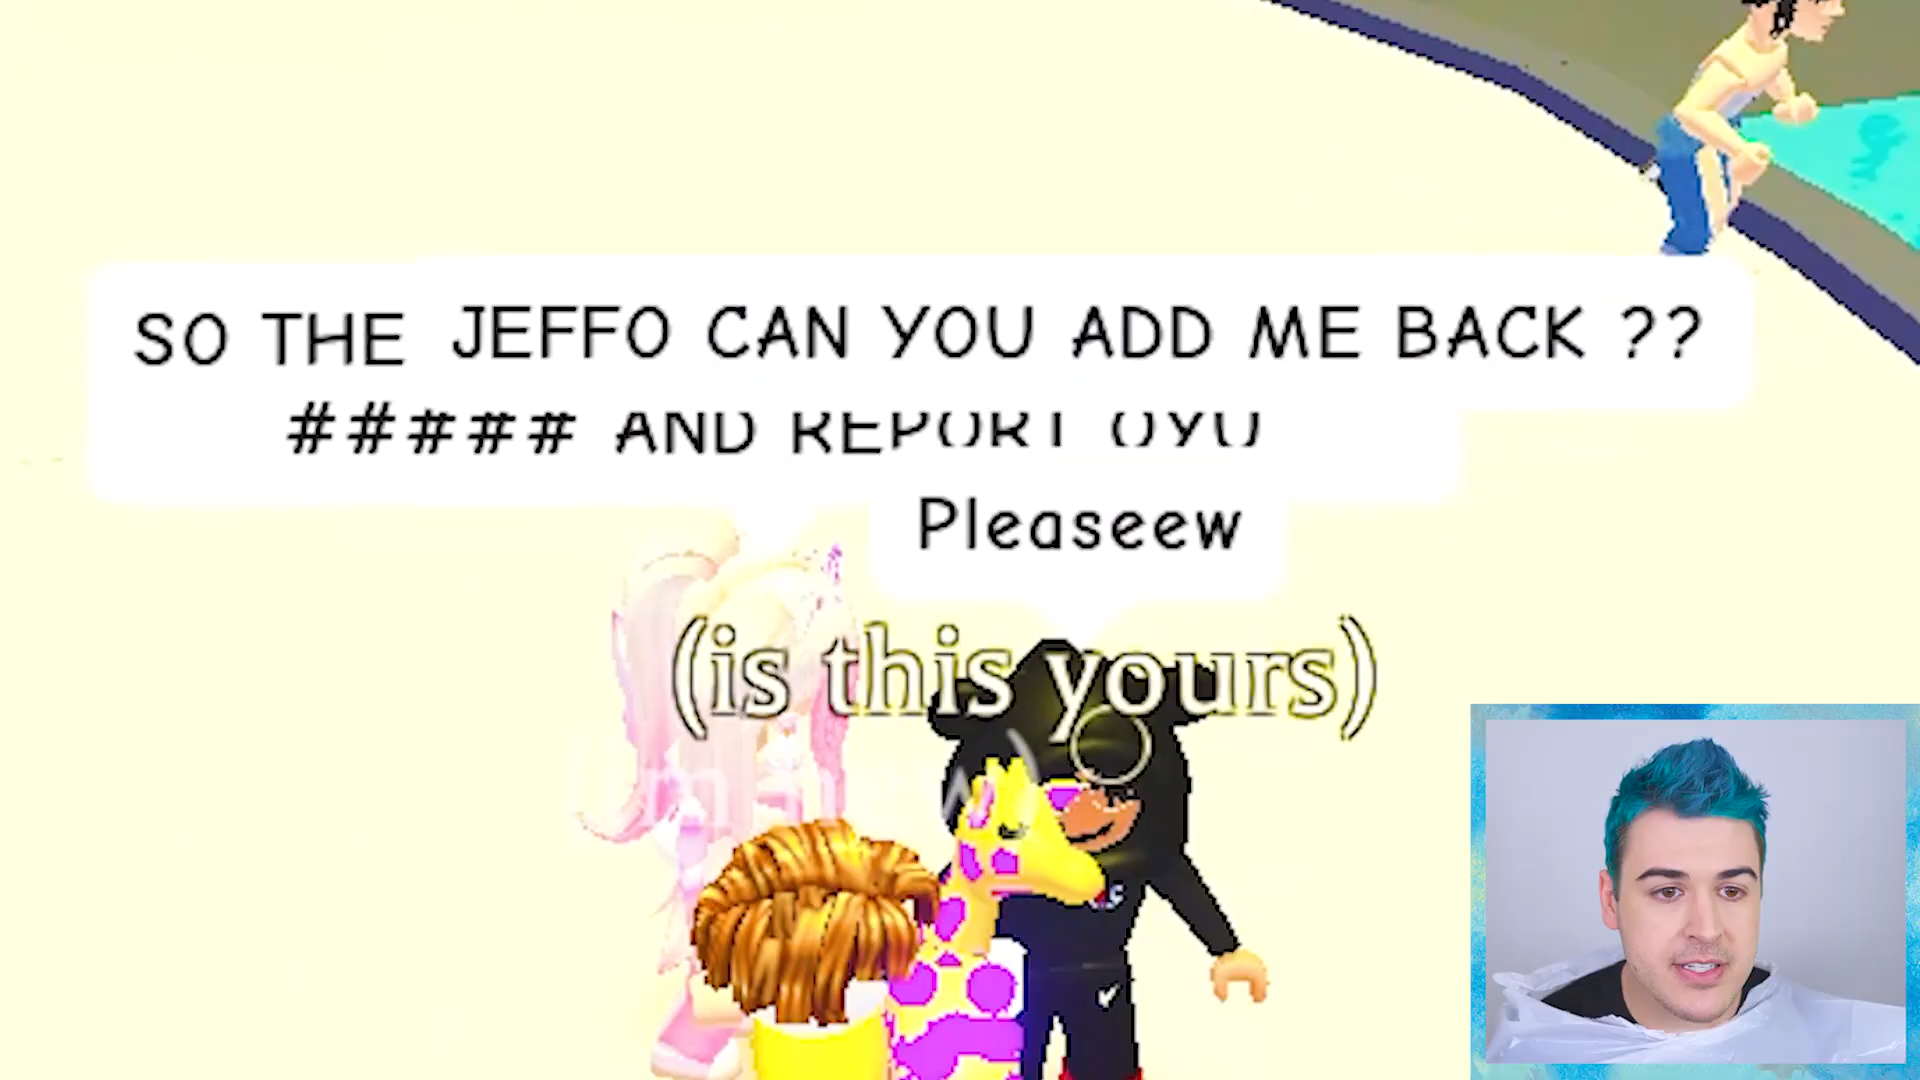 SO THE
JEFFO CAN YOU ADD ME BACK ??
##### AND REPORT OYU
Pleaseew
(is this yours)